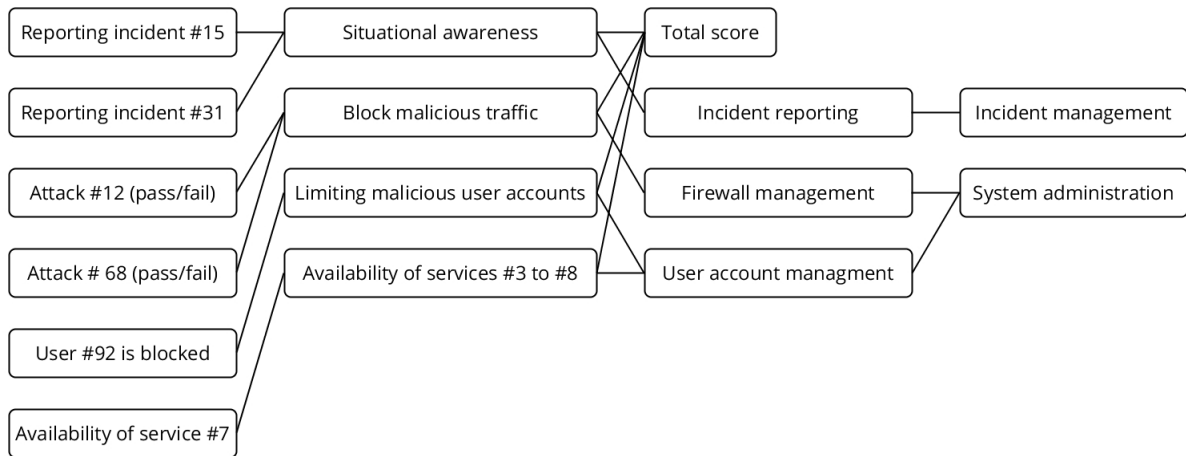 Reporting incident #15
Situational awareness
Total score
Reporting incident #31
Block malicious traffic
Incident reporting
Incident management
Attack #12 (pass/fail)
Limiting malicious user accounts
Firewall management
System administration
Attack # 68 (pass/fail)
Availability of services #3 to #8
User account managment
User #92 is blocked
Availability of service #7